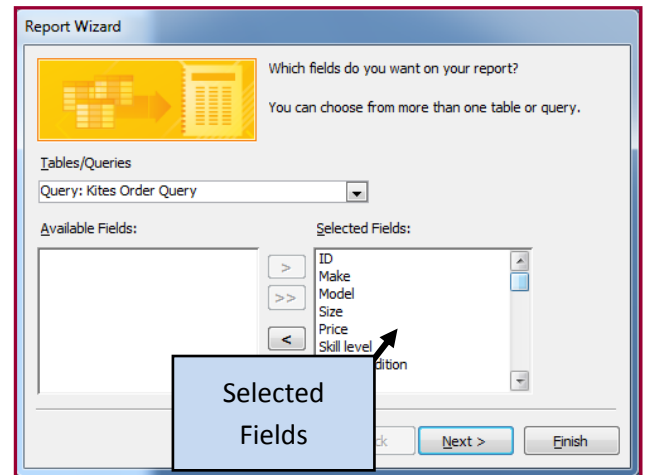 Report Wizard
Which fields do you want on your report?
You can choose from more than one table or query.
Tables/Queries
Query: Kites Order Query
Available Fields:
Selected Fields:
>
>>
<
ID
Make
Model
Size
Price
Skill level
Selected
Fields
Next >
Finish